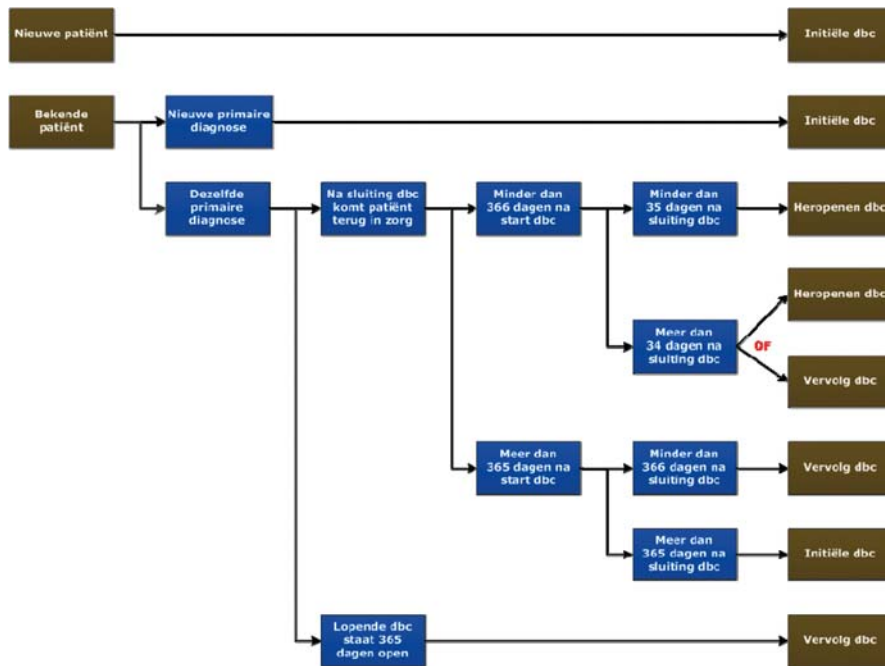 Nieuwe patiënt
Initiële dbc
Bekende
patiënt
Nieuwe primaire
diagnose
Initiële dbc
Dezelfde
primaire
diagnose
Na sluiting dbc
komt patiënt
terug in zorg
Minder dan
366 dagen na
start dbc
Minder dan
35 dagen na
sluiting dbc
Heropenen dbc
Heropenen dbc
Meer dan
34 dagen na
sluiting dbc
OF
Vervolg dbc
Meer dan
365 dagen na
start dbc
Minder dan
366 dagen na
sluiting dbc
Vervolg dbc
Meer dan
365 dagen na
sluiting dbc
Initiële dbc
Lopende dbc
staat 365
dagen open
Vervolg dbc